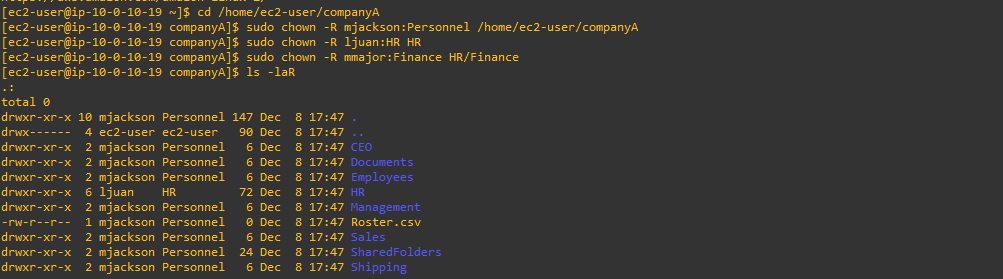 [ec2-user@ip-10-0-10-19 ~]$ cd /home/ec2-user/companyA
[ec2-user@ip-10-0-10-19 companyA]$ sudo chown -R mjackson:Personnel /home/ec2-user/companyA
[ec2-user@ip-10-0-10-19 companyA]$ sudo chown -R ljuan:HR HR
[ec2-user@ip-10-0-10-19 companyA]$ sudo chown -R mmajor:Finance HR/Finance
[ec2-user@ip-10-0-10-19 companyA]$ ls -laR
.:
total 0
drwxr-xr-x 10 mjackson Personnel 147 Dec  8 17:47 .
drwx------  4 ec2-user ec2-user   90 Dec  8 17:47 ..
drwxr-xr-x  2 mjackson Personnel   6 Dec  8 17:47 CEO
drwxr-xr-x  2 mjackson Personnel   6 Dec  8 17:47 Documents
drwxr-xr-x  2 mjackson Personnel   6 Dec  8 17:47 Employees
drwxr-xr-x  6 ljuan    HR         72 Dec  8 17:47 HR
drwxr-xr-x  2 mjackson Personnel   6 Dec  8 17:47 Management
-rw-r--r--  1 mjackson Personnel   0 Dec  8 17:47 Roster.csv
drwxr-xr-x  2 mjackson Personnel   6 Dec  8 17:47 Sales
drwxr-xr-x  2 mjackson Personnel  24 Dec  8 17:47 SharedFolders
drwxr-xr-x  2 mjackson Personnel   6 Dec  8 17:47 Shipping